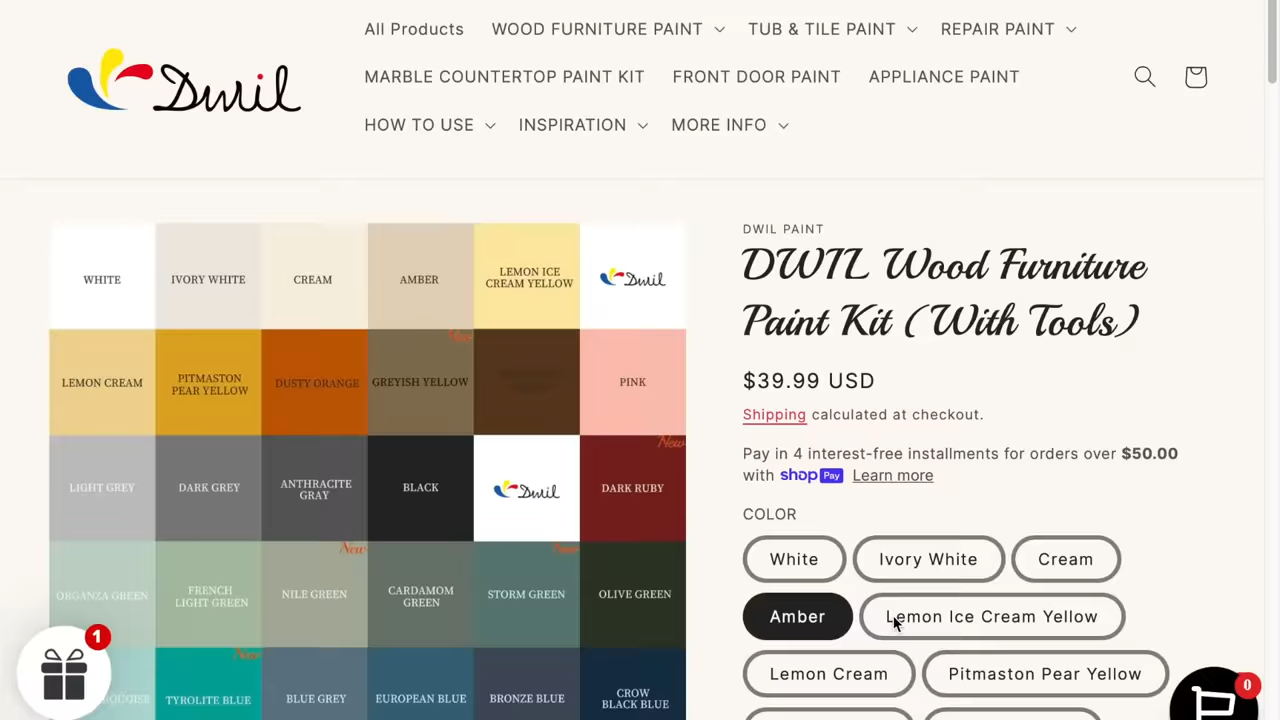 All Products WOOD FURNITURE PAINT TUB & TILE PAINT REPAIR PAINT
MARBLE COUNTERTOP PAINT KIT FRONT DOOR PAINT APPLIANCE PAINT
HOW TO USE INSPIRATION MORE INFO
Dwil
WHITE IVORY WHITE CREAM AMBER LEMON ICE
CREAM YELLOW
Dwil
New
LEMON CREAM PITMASTON
PEAR YELLOW DUSTY ORANGE GREYISH YELLOW PINK
New
LIGHT GREY DARK GREY ANTHRACITE
GRAY BLACK Dwil DARK RUBY
New New
ORGANZA GREEN FRENCH
LIGHT GREEN NILE GREEN CARDAMOM
GREEN STORM GREEN OLIVE GREEN
New
TYROLITE BLUE BLUE GREY EUROPEAN BLUE BRONZE BLUE CROW
BLACK BLUE
1
DWIL PAINT
DWIL Wood Furniture
Paint Kit (With Tools)
$39.99 USD
Shipping calculated at checkout.
Pay in 4 interest-free installments for orders over $50.00
with shop Pay Learn more
COLOR
White Ivory White Cream
Amber Lemon Ice Cream Yellow
Lemon Cream Pitmaston Pear Yellow
0